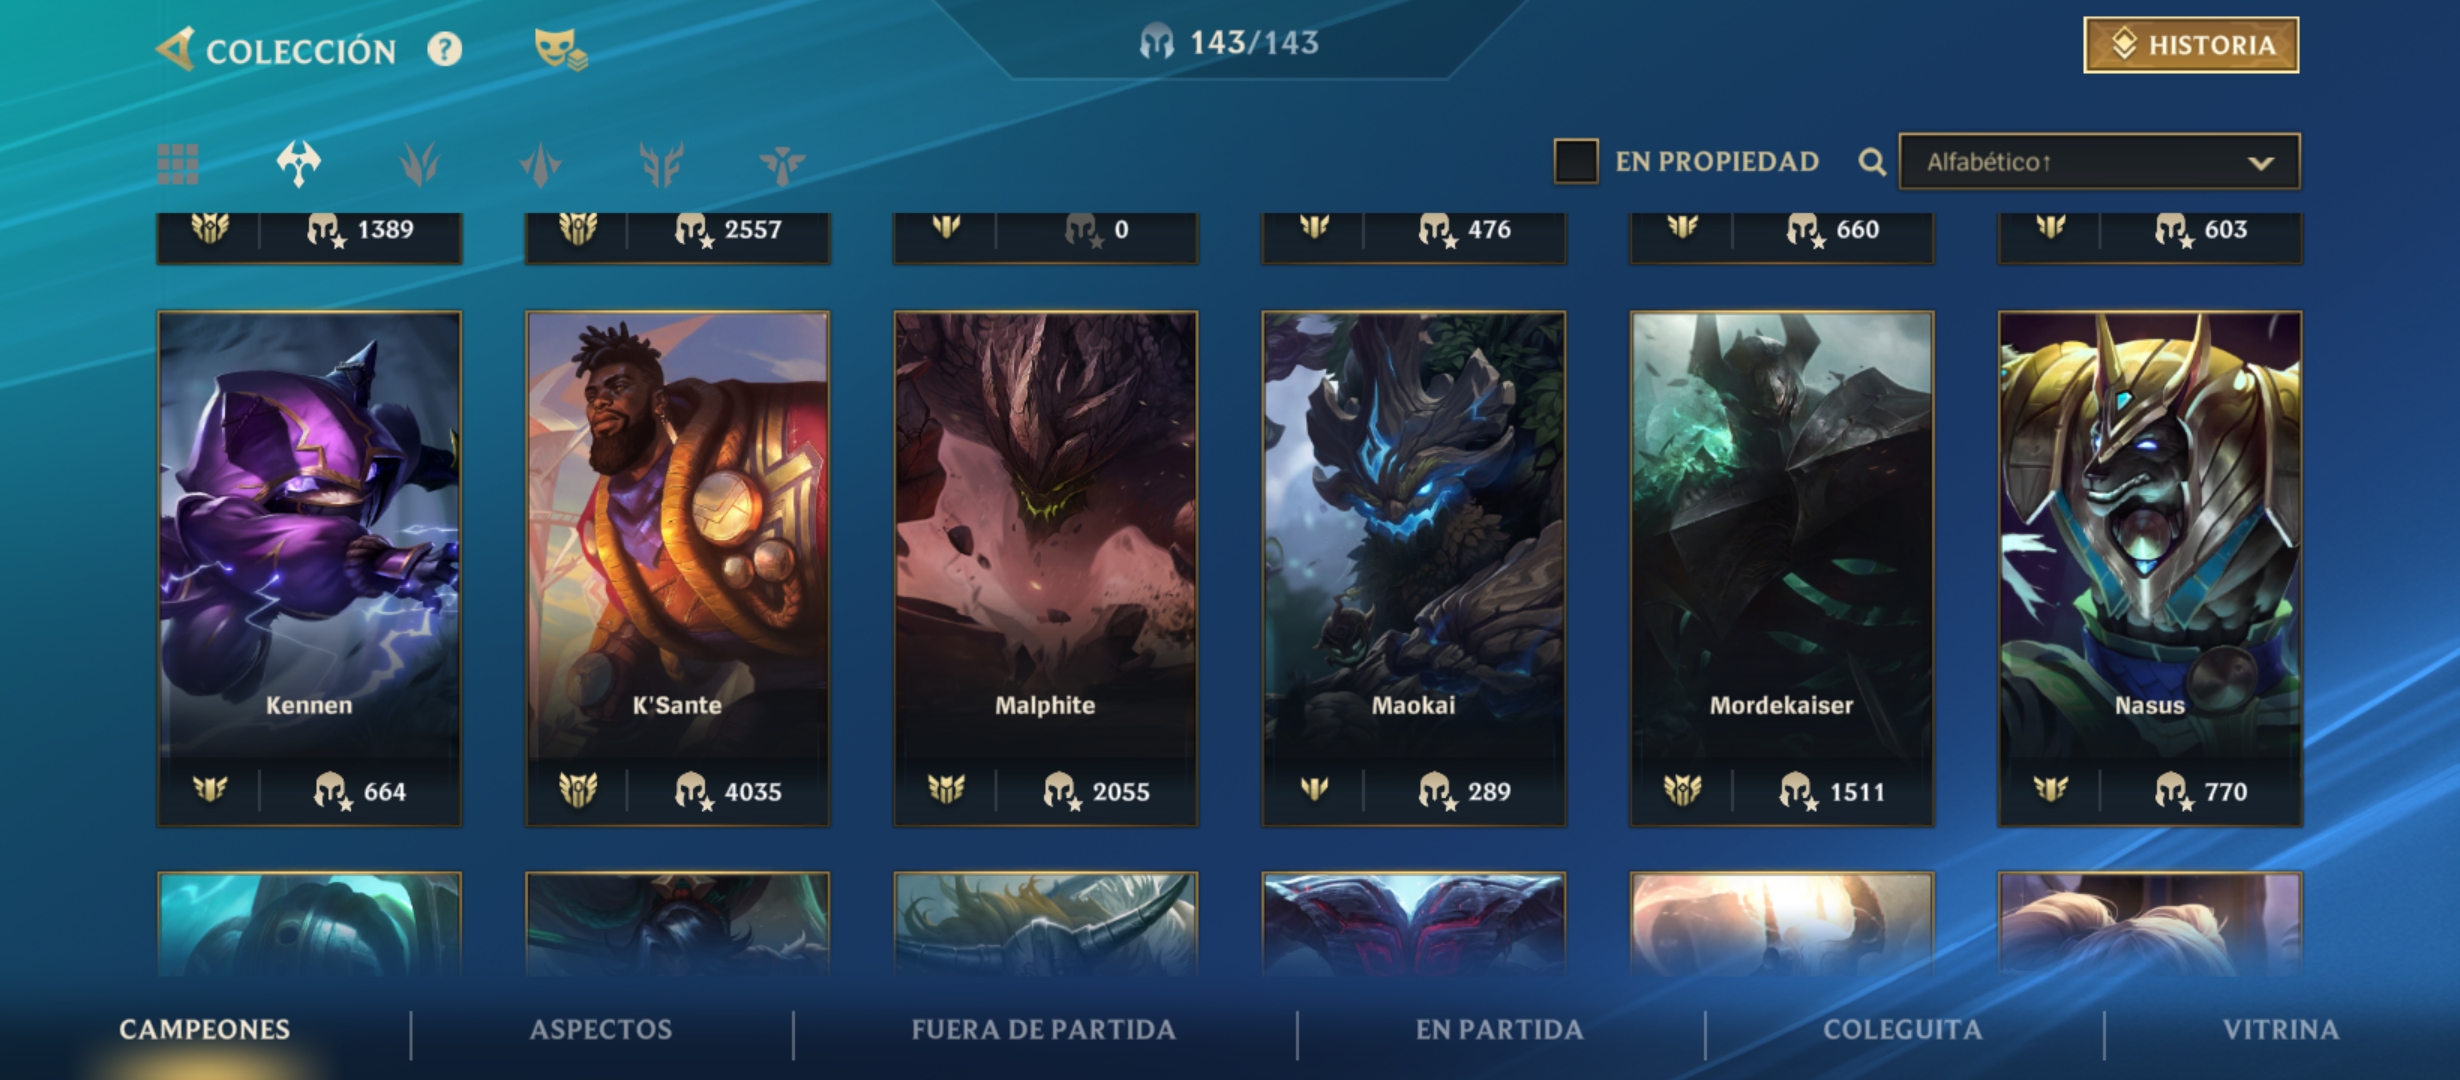 COLECCIÓN ? 143/143 HISTORIA
EN PROPIEDAD Alfabético↑
1389 2557 0 476 660 603
Kennen K'Sante Malphite Maokai Mordekaiser Nasus
664 4035 2055 289 1511 770
CAMPEONES ASPECTOS FUERA DE PARTIDA EN PARTIDA COLEGUITA VITRINA